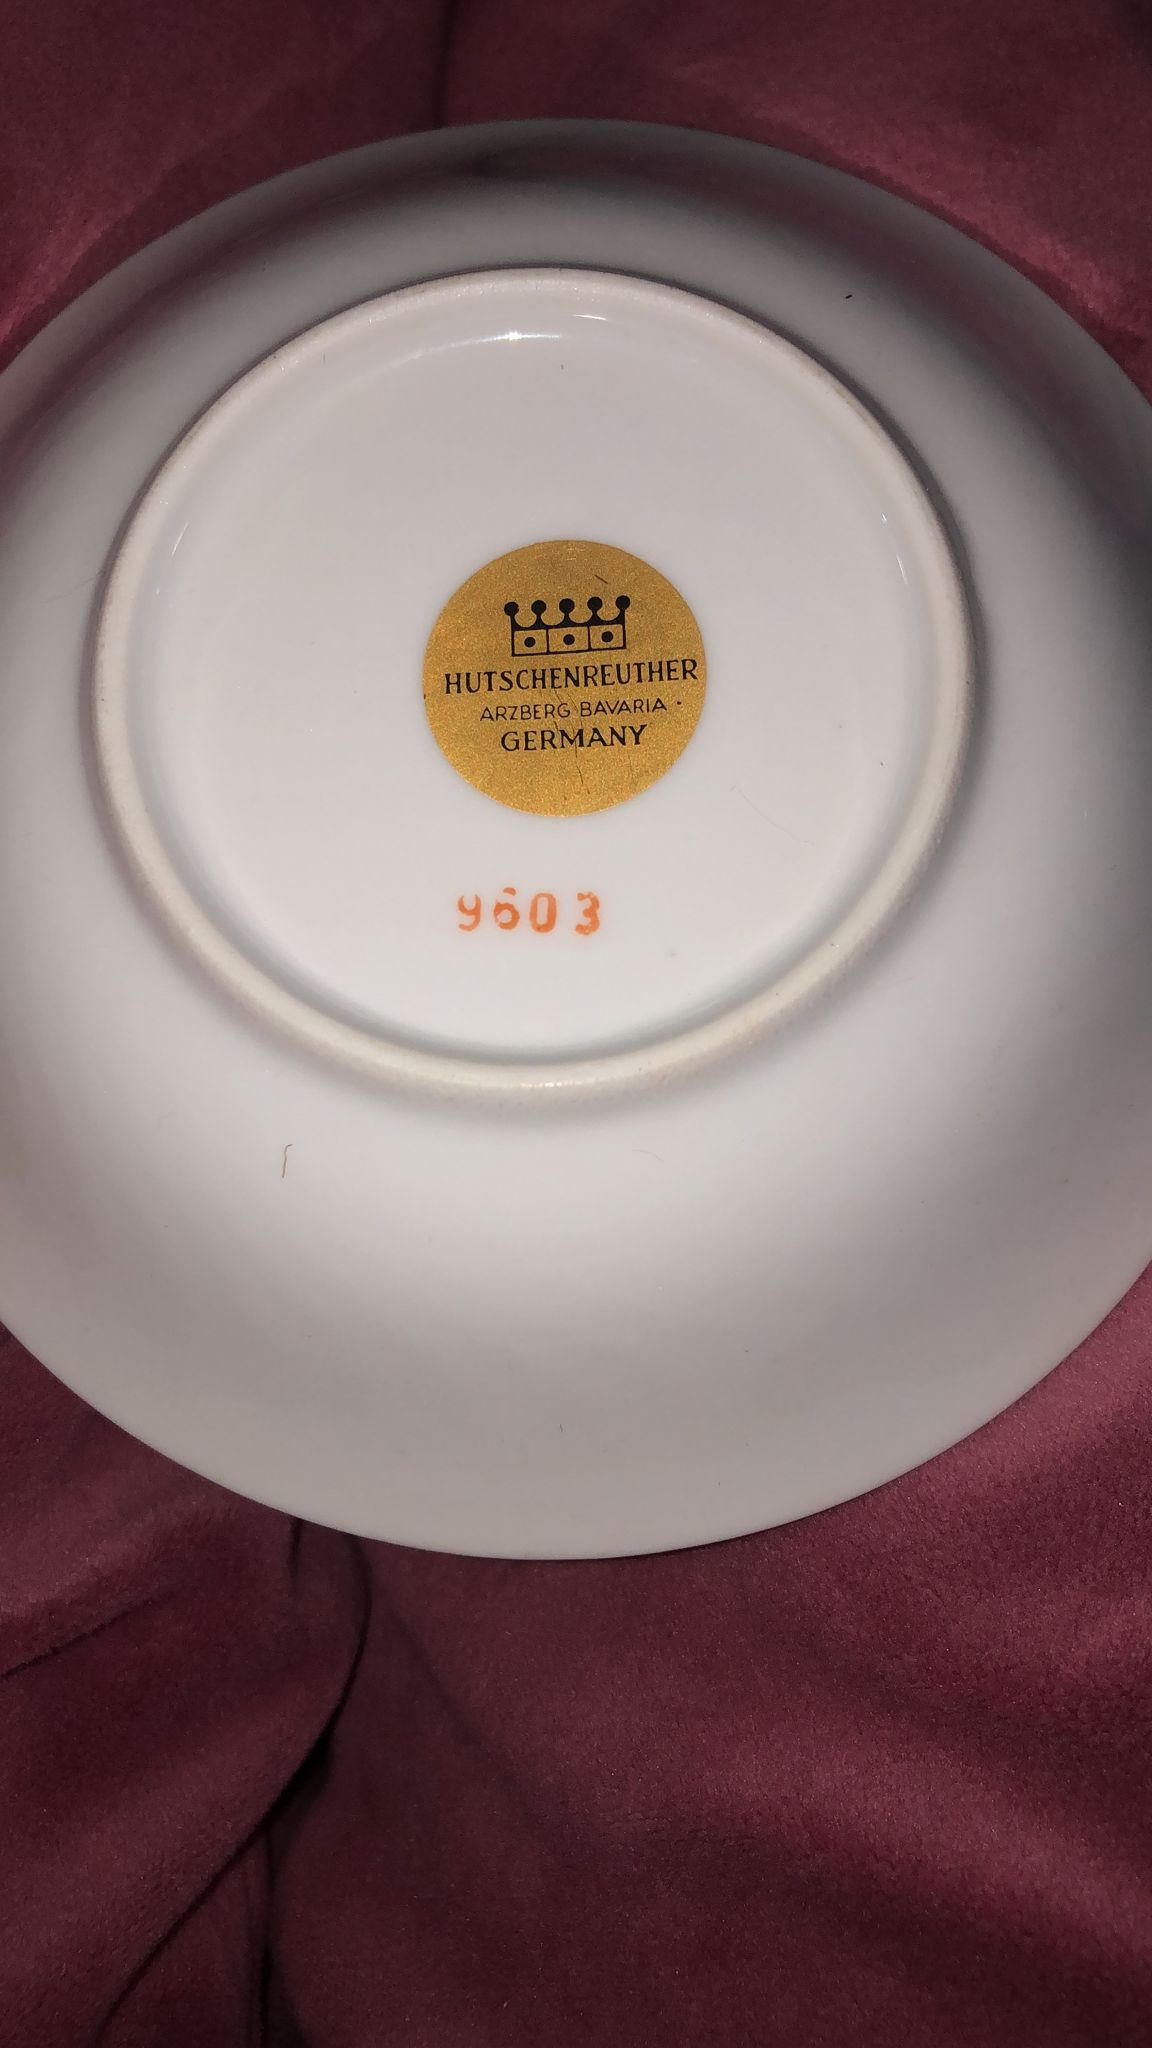 HUTSCHENREUTHER
ARZBERG BAVARIA ·
GERMANY
9603